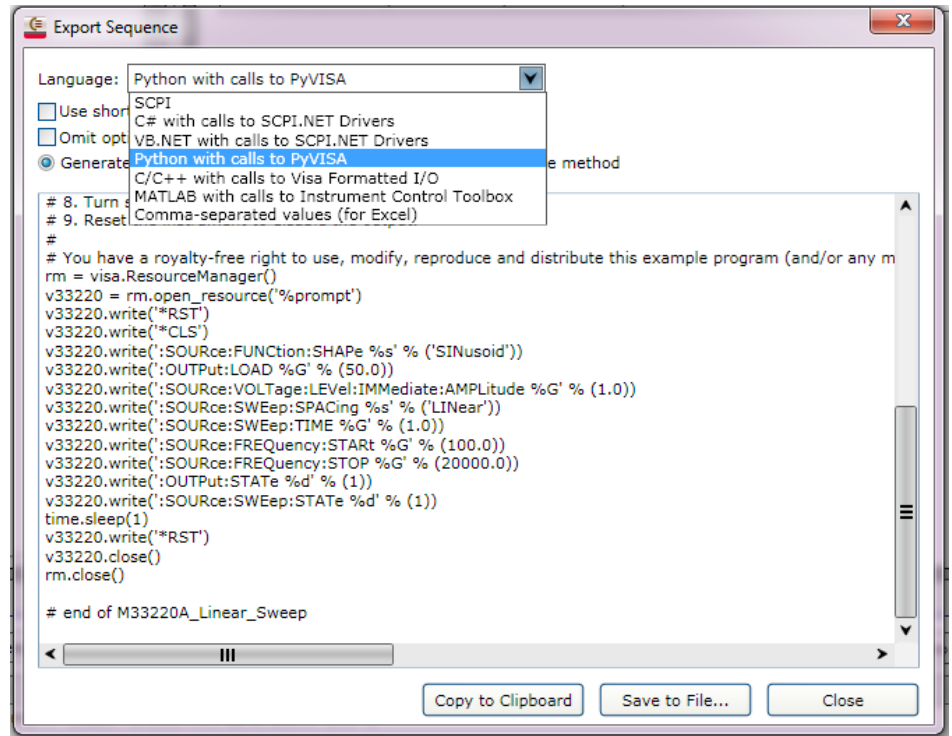 Export Sequence
Language: Python with calls to PyVISA
SCPI
Use short
C# with calls to SCPI.NET Drivers
Omit opti
VB.NET with calls to SCPI.NET Drivers
Python with calls to PyVISA
Generate
e method
C/C++ with calls to Visa Formatted I/O
MATLAB with calls to Instrument Control Toolbox
Comma-separated values (for Excel)
# 8. Turn
# 9. Reset
#
# You have a royalty-free right to use, modify, reproduce and distribute this example program (and/or any m
rm = visa.ResourceManager()
v33220 = rm.open_resource('%prompt')
v33220.write('*RST')
v33220.write('*CLS')
v33220.write(':SOURce:FUNCtion:SHAPe %s' % ('SINusoid'))
v33220.write(':OUTPut:LOAD %G' % (50.0))
v33220.write(':SOURce:VOLTage:LEVel:IMMediate:AMPLitude %G' % (1.0))
v33220.write(':SOURce:SWEep:SPACing %s' % ('LINear'))
v33220.write(':SOURce:SWEep:TIME %G' % (1.0))
v33220.write(':SOURce:FREQuency:STARt %G' % (100.0))
v33220.write(':SOURce:FREQuency:STOP %G' % (20000.0))
v33220.write(':OUTPut:STATe %d' % (1))
v33220.write(':SOURce:SWEep:STATe %d' % (1))
time.sleep(1)
v33220.write('*RST')
v33220.close()
rm.close()
# end of M33220A_Linear_Sweep
Copy to Clipboard
Save to File...
Close